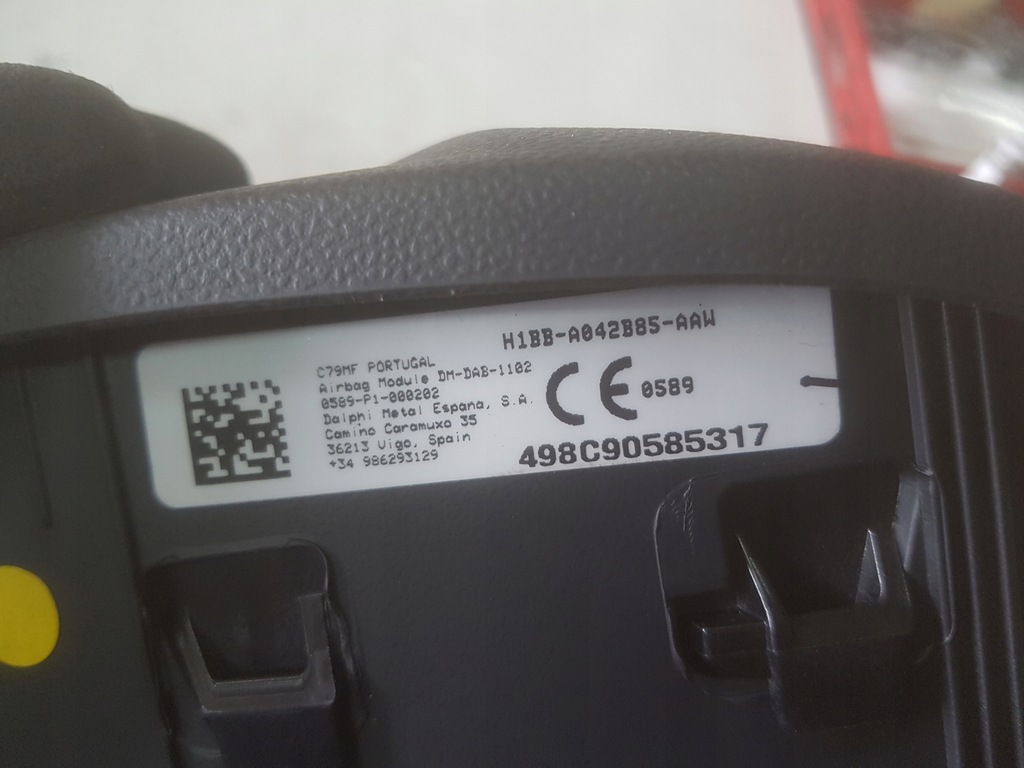 H1BB-A042B85-AAW
C79MF PORTUGAL
Airbag Module DM-DAB-1102
0589-P1-000202
Dalphi Metal Espana, S.A.
Camino Caramuxo 35
36213 Vigo, Spain
+34 986293129
CE 0589
498C90585317